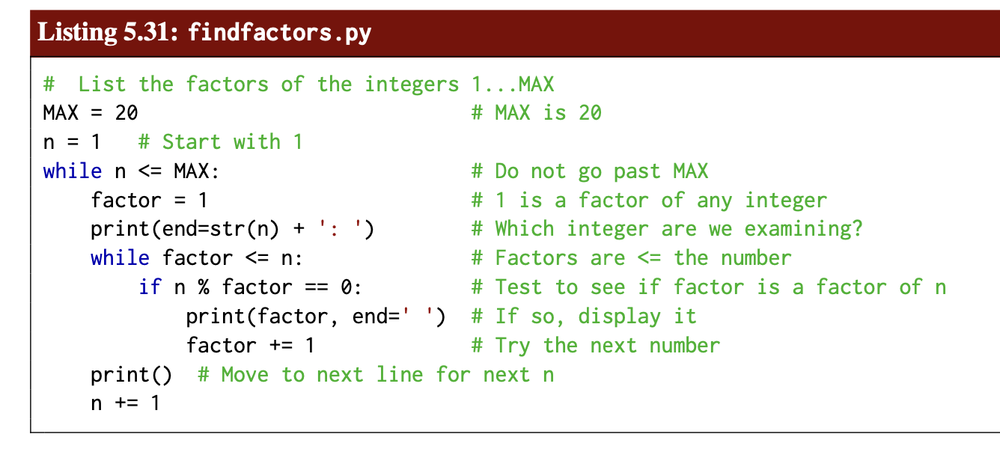 Listing 5.31: findfactors.py
#  List the factors of the integers 1...MAX
MAX = 20                            # MAX is 20
n = 1   # Start with 1
while n <= MAX:                     # Do not go past MAX
    factor = 1                      # 1 is a factor of any integer
    print(end=str(n) + ': ')        # Which integer are we examining?
    while factor <= n:              # Factors are <= the number
        if n % factor == 0:         # Test to see if factor is a factor of n
            print(factor, end=' ')  # If so, display it
            factor += 1             # Try the next number
    print()  # Move to next line for next n
    n += 1